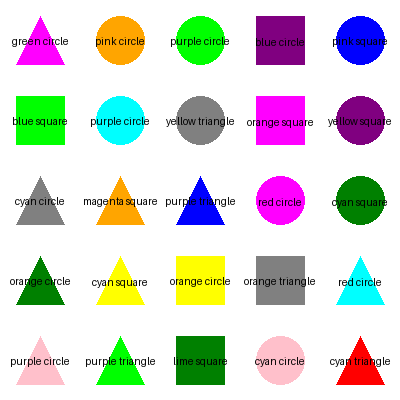 green circle pink circle purple circle blue circle pink square
blue square purple circle yellow triangle orange square yellow square
cyan circle magenta square purple triangle red circle cyan square
orange circle cyan square orange circle orange triangle red circle
purple circle purple triangle lime square cyan circle cyan triangle